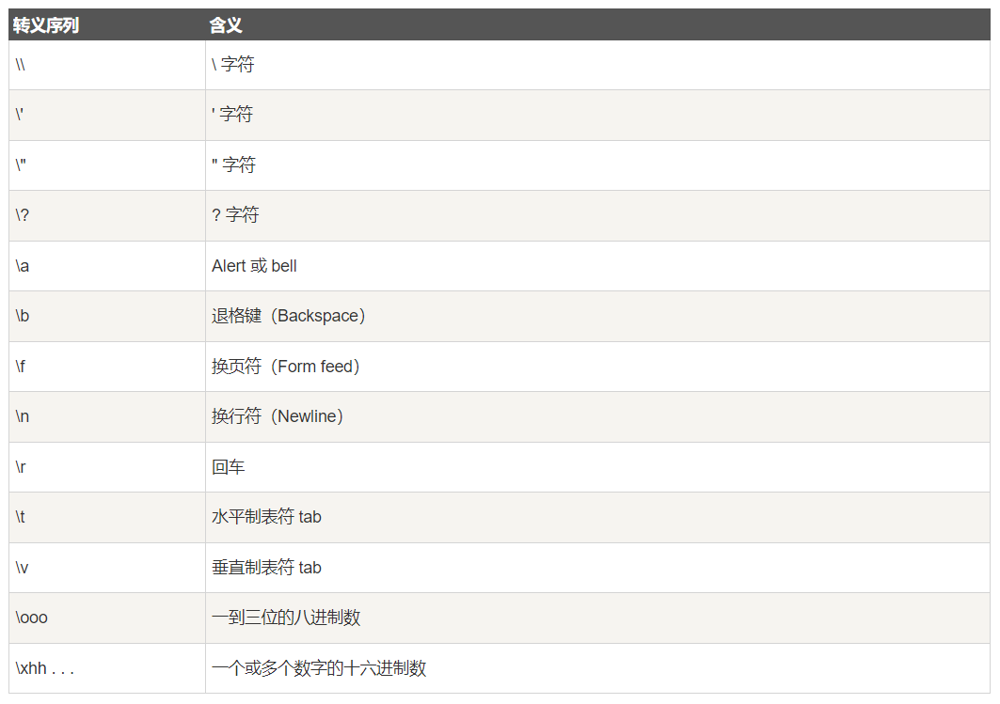 转义序列 含义
\\ \ 字符
\' ' 字符
\" " 字符
\? ? 字符
\a Alert 或 bell
\b 退格键（Backspace）
\f 换页符（Form feed）
\n 换行符（Newline）
\r 回车
\t 水平制表符 tab
\v 垂直制表符 tab
\ooo 一到三位的八进制数
\xhh . . . 一个或多个数字的十六进制数